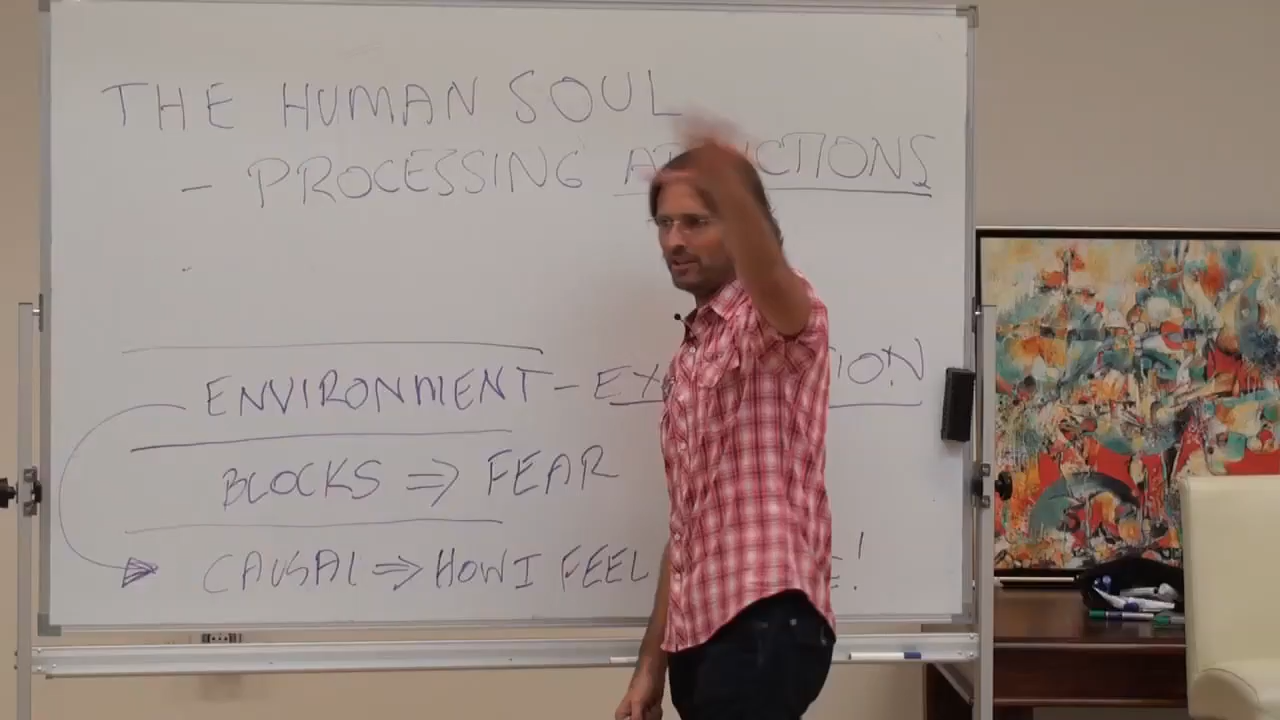 THE HUMAN SOUL
- PROCESSING
ENVIRONMENT -
BLOCKS ⇒ FEAR
CAUSAL ⇒ HOW I FEEL